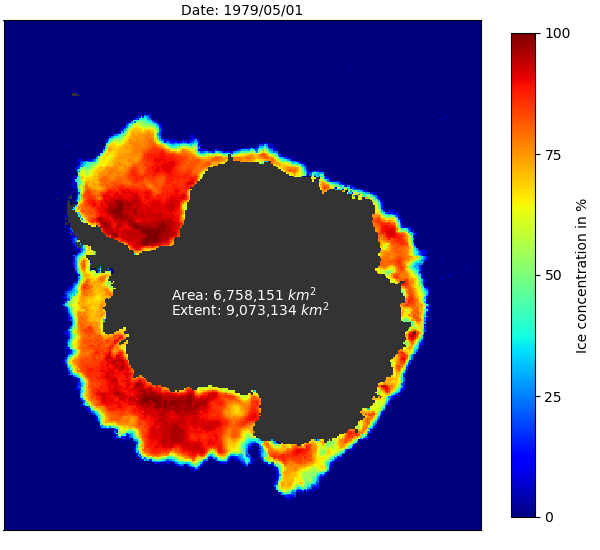 Date: 1979/05/01
100
75
50
25
0
Ice concentration in %
Area: 6,758,151 km²
Extent: 9,073,134 km²